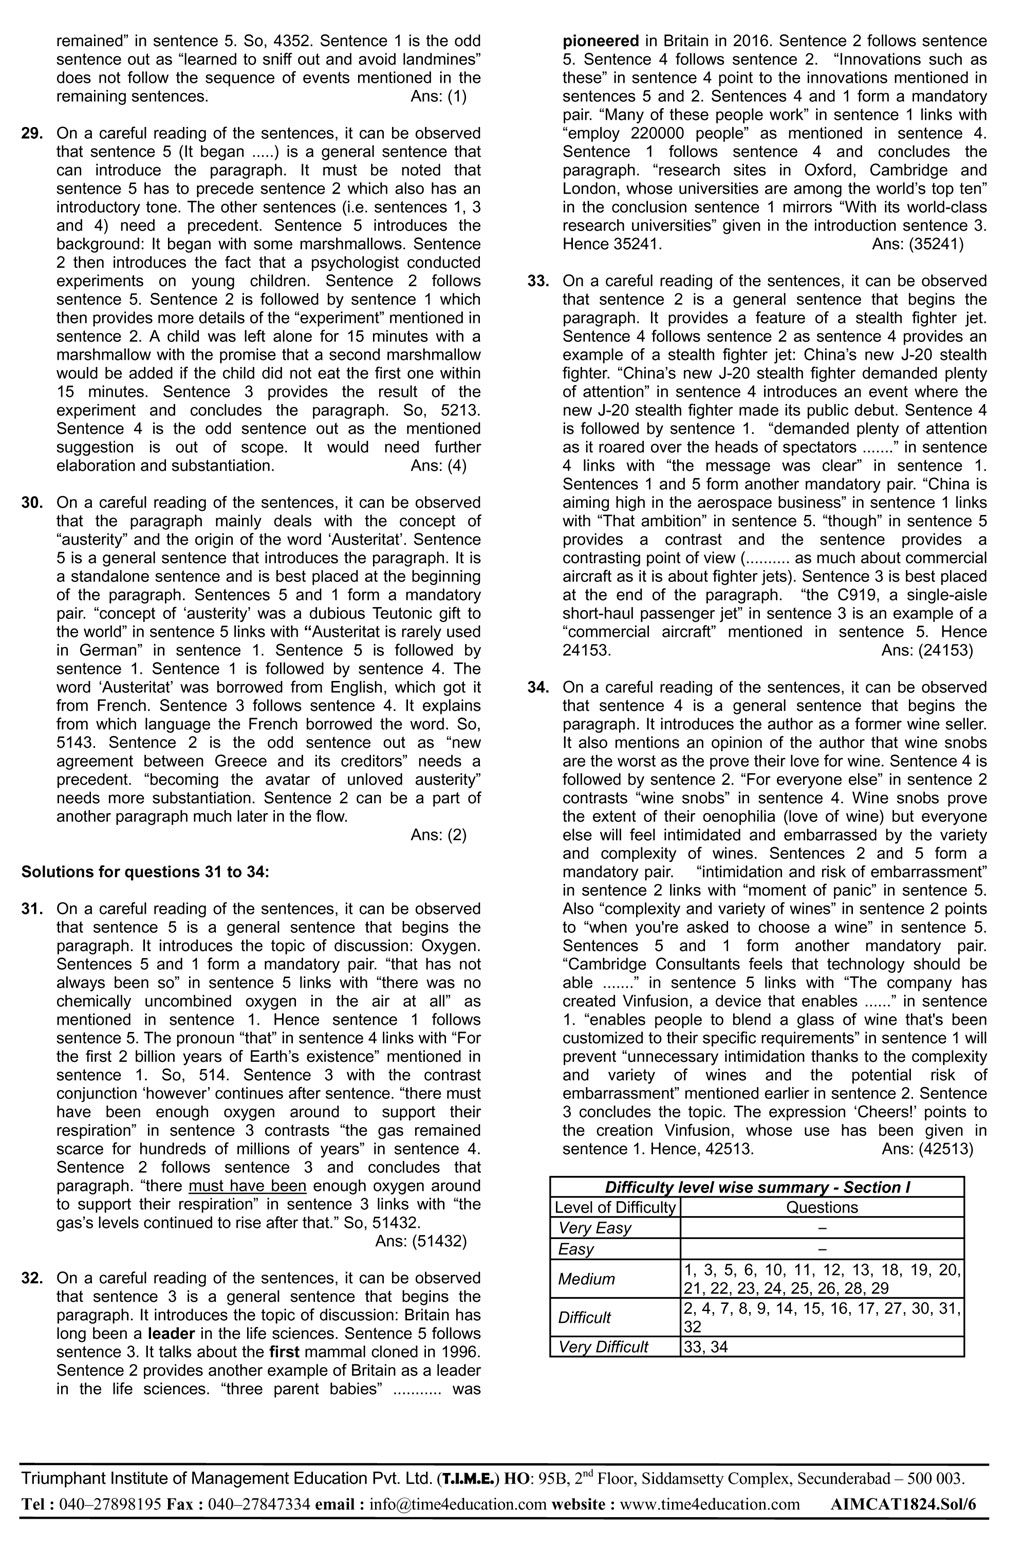 remained” in sentence 5. So, 4352. Sentence 1 is the odd
sentence out as “learned to sniff out and avoid landmines”
does not follow the sequence of events mentioned in the
remaining sentences. Ans: (1)
29. On a careful reading of the sentences, it can be observed
that sentence 5 (It began .....) is a general sentence that
can introduce the paragraph. It must be noted that
sentence 5 has to precede sentence 2 which also has an
introductory tone. The other sentences (i.e. sentences 1, 3
and 4) need a precedent. Sentence 5 introduces the
background: It began with some marshmallows. Sentence
2 then introduces the fact that a psychologist conducted
experiments on young children. Sentence 2 follows
sentence 5. Sentence 2 is followed by sentence 1 which
then provides more details of the “experiment” mentioned in
sentence 2. A child was left alone for 15 minutes with a
marshmallow with the promise that a second marshmallow
would be added if the child did not eat the first one within
15 minutes. Sentence 3 provides the result of the
experiment and concludes the paragraph. So, 5213.
Sentence 4 is the odd sentence out as the mentioned
suggestion is out of scope. It would need further
elaboration and substantiation. Ans: (4)
30. On a careful reading of the sentences, it can be observed
that the paragraph mainly deals with the concept of
“austerity” and the origin of the word ‘Austeritat’. Sentence
5 is a general sentence that introduces the paragraph. It is
a standalone sentence and is best placed at the beginning
of the paragraph. Sentences 5 and 1 form a mandatory
pair. “concept of ‘austerity’ was a dubious Teutonic gift to
the world” in sentence 5 links with “Austeritat is rarely used
in German” in sentence 1. Sentence 5 is followed by
sentence 1. Sentence 1 is followed by sentence 4. The
word ‘Austeritat’ was borrowed from English, which got it
from French. Sentence 3 follows sentence 4. It explains
from which language the French borrowed the word. So,
5143. Sentence 2 is the odd sentence out as “new
agreement between Greece and its creditors” needs a
precedent. “becoming the avatar of unloved austerity”
needs more substantiation. Sentence 2 can be a part of
another paragraph much later in the flow.
Ans: (2)
Solutions for questions 31 to 34:
31. On a careful reading of the sentences, it can be observed
that sentence 5 is a general sentence that begins the
paragraph. It introduces the topic of discussion: Oxygen.
Sentences 5 and 1 form a mandatory pair. “that has not
always been so” in sentence 5 links with “there was no
chemically uncombined oxygen in the air at all” as
mentioned in sentence 1. Hence sentence 1 follows
sentence 5. The pronoun “that” in sentence 4 links with “For
the first 2 billion years of Earth’s existence” mentioned in
sentence 1. So, 514. Sentence 3 with the contrast
conjunction ‘however’ continues after sentence. “there must
have been enough oxygen around to support their
respiration” in sentence 3 contrasts “the gas remained
scarce for hundreds of millions of years” in sentence 4.
Sentence 2 follows sentence 3 and concludes that
paragraph. “there must have been enough oxygen around
to support their respiration” in sentence 3 links with “the
gas’s levels continued to rise after that.” So, 51432.
Ans: (51432)
32. On a careful reading of the sentences, it can be observed
that sentence 3 is a general sentence that begins the
paragraph. It introduces the topic of discussion: Britain has
long been a leader in the life sciences. Sentence 5 follows
sentence 3. It talks about the first mammal cloned in 1996.
Sentence 2 provides another example of Britain as a leader
in the life sciences. “three parent babies” ........... was
pioneered in Britain in 2016. Sentence 2 follows sentence
5. Sentence 4 follows sentence 2. “Innovations such as
these” in sentence 4 point to the innovations mentioned in
sentences 5 and 2. Sentences 4 and 1 form a mandatory
pair. “Many of these people work” in sentence 1 links with
“employ 220000 people” as mentioned in sentence 4.
Sentence 1 follows sentence 4 and concludes the
paragraph. “research sites in Oxford, Cambridge and
London, whose universities are among the world’s top ten”
in the conclusion sentence 1 mirrors “With its world-class
research universities” given in the introduction sentence 3.
Hence 35241. Ans: (35241)
33. On a careful reading of the sentences, it can be observed
that sentence 2 is a general sentence that begins the
paragraph. It provides a feature of a stealth fighter jet.
Sentence 4 follows sentence 2 as sentence 4 provides an
example of a stealth fighter jet: China’s new J-20 stealth
fighter. “China’s new J-20 stealth fighter demanded plenty
of attention” in sentence 4 introduces an event where the
new J-20 stealth fighter made its public debut. Sentence 4
is followed by sentence 1. “demanded plenty of attention
as it roared over the heads of spectators .......” in sentence
4 links with “the message was clear” in sentence 1.
Sentences 1 and 5 form another mandatory pair. “China is
aiming high in the aerospace business” in sentence 1 links
with “That ambition” in sentence 5. “though” in sentence 5
provides a contrast and the sentence provides a
contrasting point of view (.......... as much about commercial
aircraft as it is about fighter jets). Sentence 3 is best placed
at the end of the paragraph. “the C919, a single-aisle
short-haul passenger jet” in sentence 3 is an example of a
“commercial aircraft” mentioned in sentence 5. Hence
24153. Ans: (24153)
34. On a careful reading of the sentences, it can be observed
that sentence 4 is a general sentence that begins the
paragraph. It introduces the author as a former wine seller.
It also mentions an opinion of the author that wine snobs
are the worst as the prove their love for wine. Sentence 4 is
followed by sentence 2. “For everyone else” in sentence 2
contrasts “wine snobs” in sentence 4. Wine snobs prove
the extent of their oenophilia (love of wine) but everyone
else will feel intimidated and embarrassed by the variety
and complexity of wines. Sentences 2 and 5 form a
mandatory pair. “intimidation and risk of embarrassment”
in sentence 2 links with “moment of panic” in sentence 5.
Also “complexity and variety of wines” in sentence 2 points
to “when you're asked to choose a wine” in sentence 5.
Sentences 5 and 1 form another mandatory pair.
“Cambridge Consultants feels that technology should be
able .......” in sentence 5 links with “The company has
created Vinfusion, a device that enables ......” in sentence
1. “enables people to blend a glass of wine that's been
customized to their specific requirements” in sentence 1 will
prevent “unnecessary intimidation thanks to the complexity
and variety of wines and the potential risk of
embarrassment” mentioned earlier in sentence 2. Sentence
3 concludes the topic. The expression ‘Cheers!’ points to
the creation Vinfusion, whose use has been given in
sentence 1. Hence, 42513. Ans: (42513)
Difficulty level wise summary - Section I
Level of Difficulty Questions
Very Easy –
Easy –
Medium 1, 3, 5, 6, 10, 11, 12, 13, 18, 19, 20,
21, 22, 23, 24, 25, 26, 28, 29
Difficult 2, 4, 7, 8, 9, 14, 15, 16, 17, 27, 30, 31,
32
Very Difficult 33, 34
Triumphant Institute of Management Education Pvt. Ltd. (T.I.M.E.) HO: 95B, 2nd Floor, Siddamsetty Complex, Secunderabad – 500 003.
Tel : 040–27898195 Fax : 040–27847334 email : info@time4education.com website : www.time4education.com AIMCAT1824.Sol/6